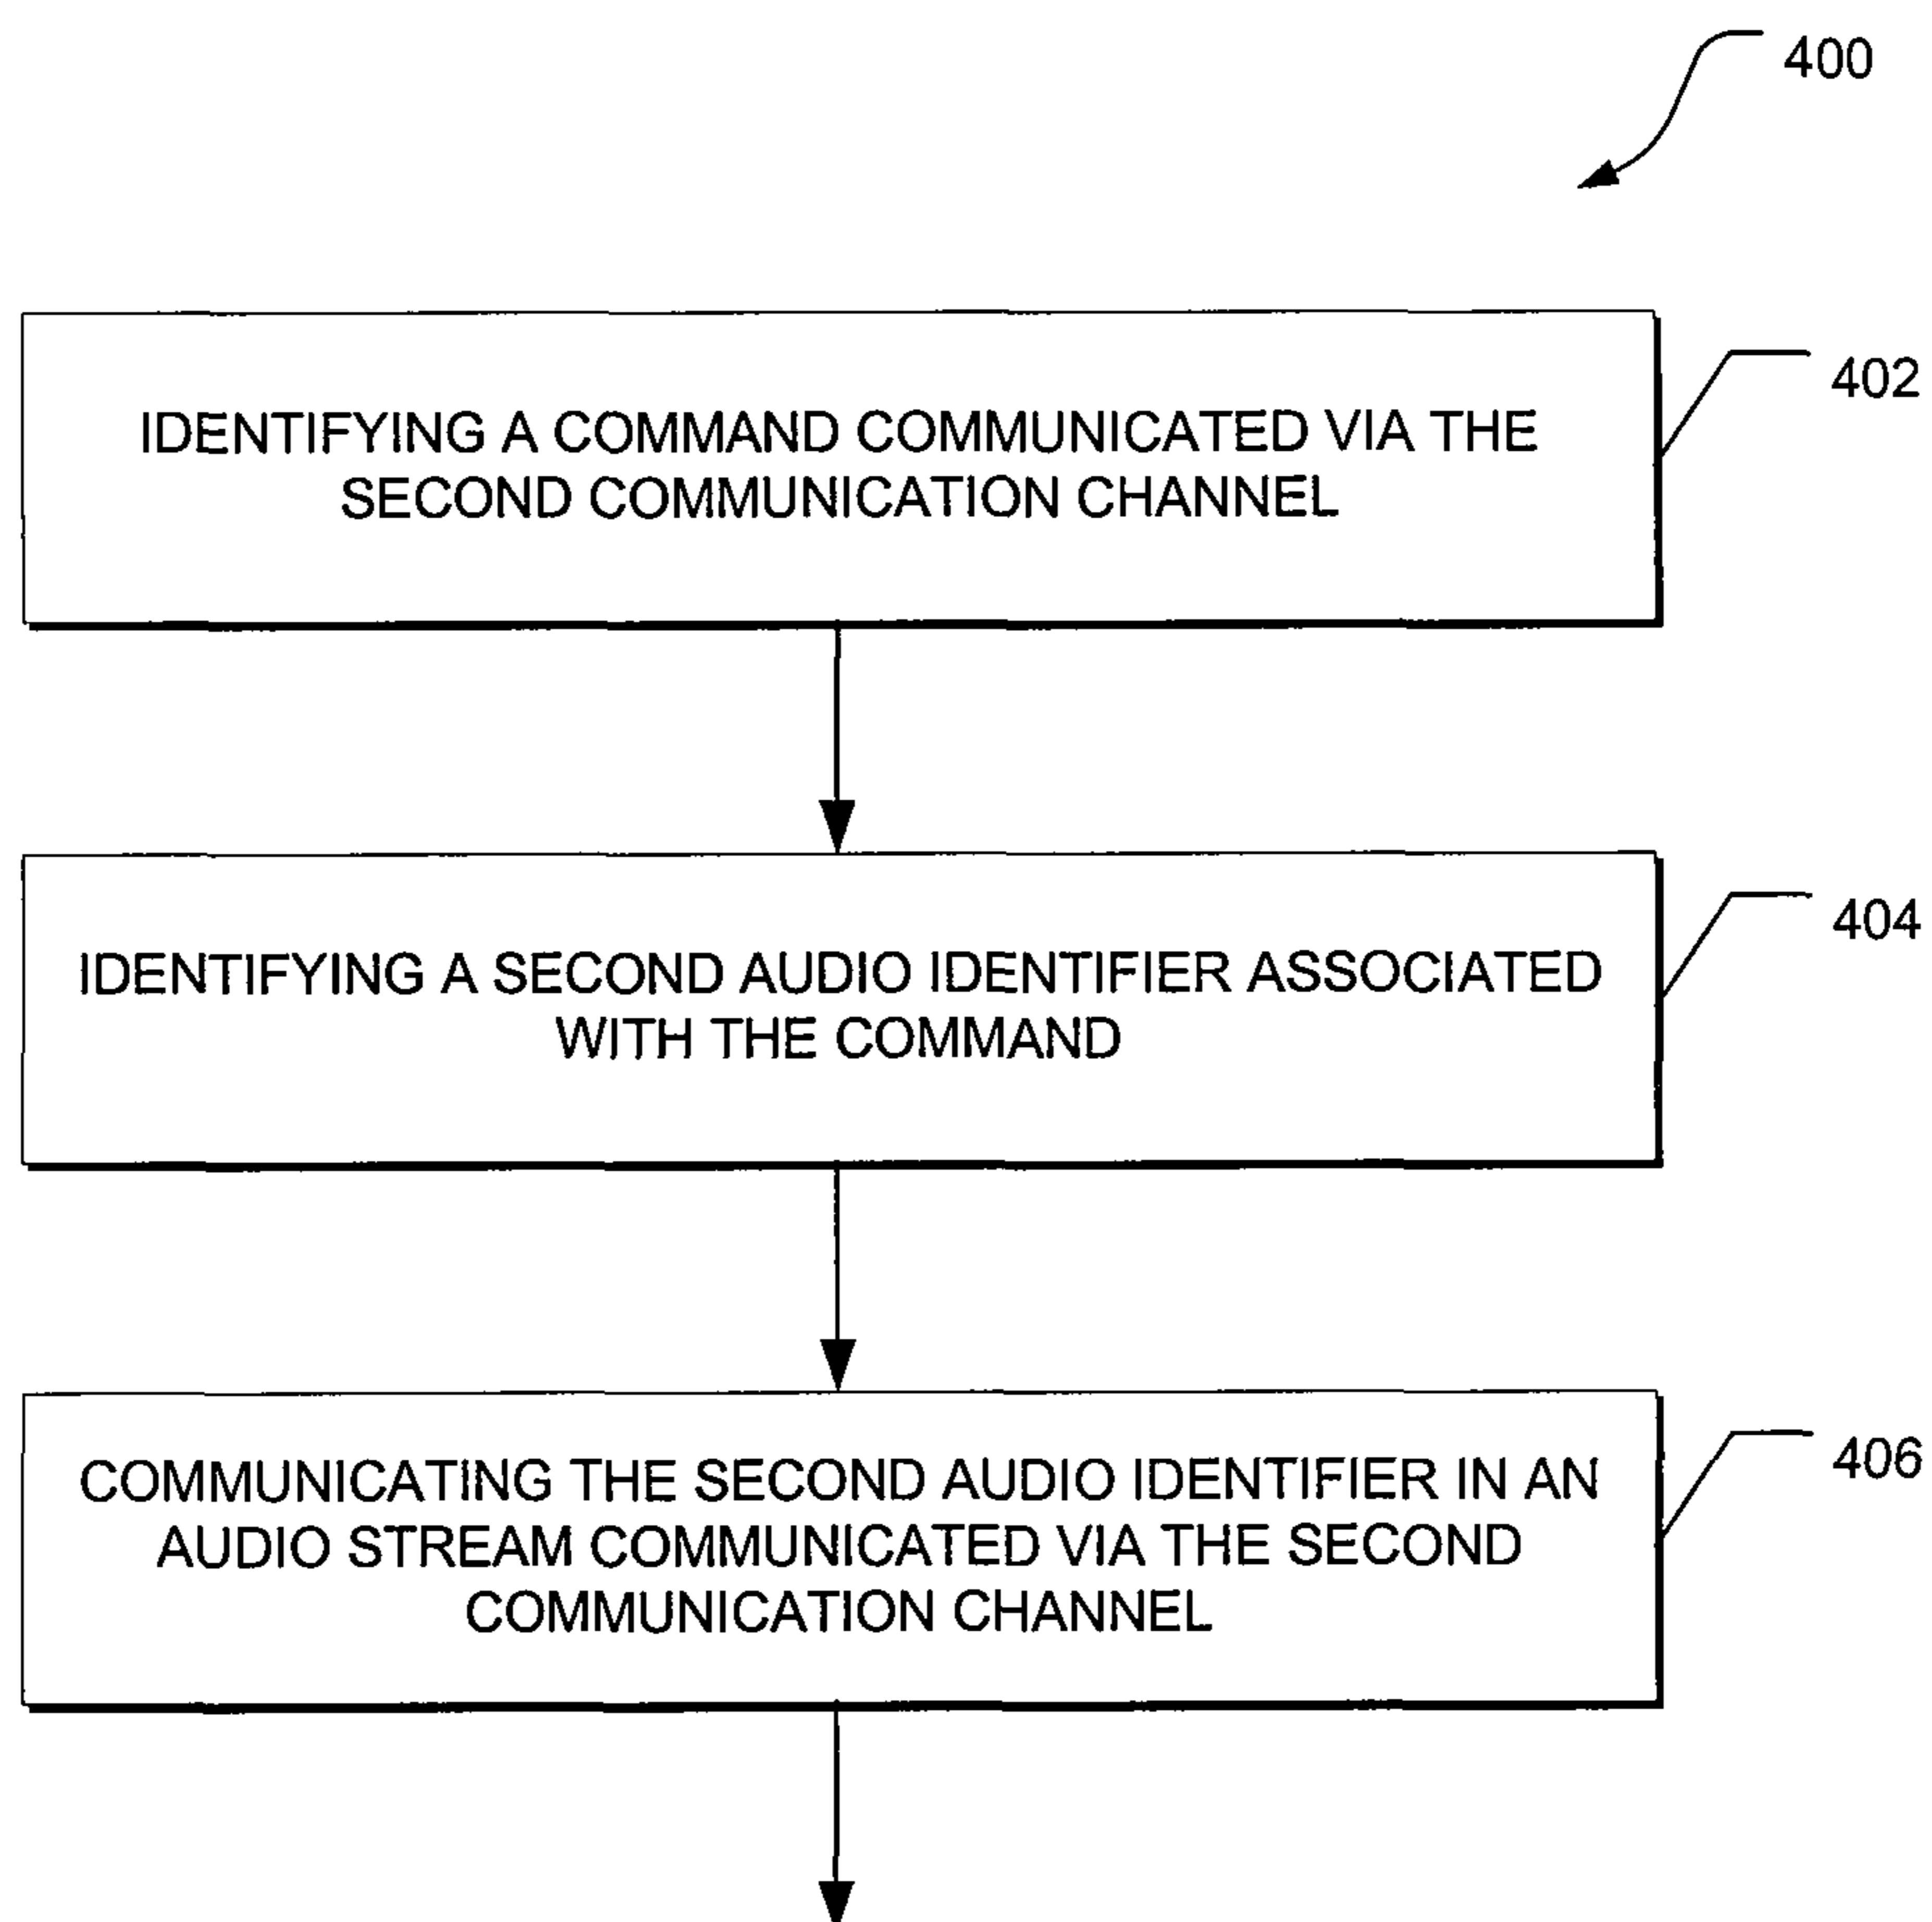 400
IDENTIFYING A COMMAND COMMUNICATED VIA THE
SECOND COMMUNICATION CHANNEL
402
IDENTIFYING A SECOND AUDIO IDENTIFIER ASSOCIATED
WITH THE COMMAND
404
COMMUNICATING THE SECOND AUDIO IDENTIFIER IN AN
AUDIO STREAM COMMUNICATED VIA THE SECOND
COMMUNICATION CHANNEL
406